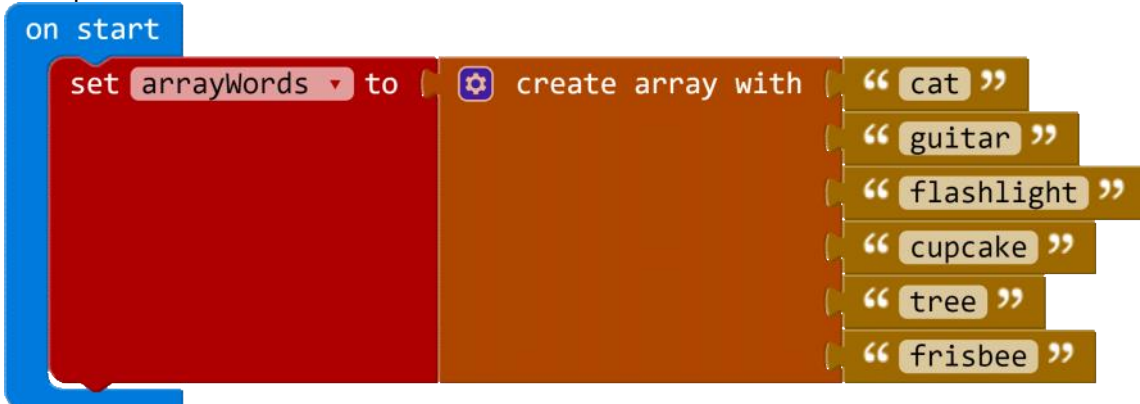 on start
set arrayWords to create array with “ cat ”
“ guitar ”
“ flashlight ”
“ cupcake ”
“ tree ”
“ frisbee ”